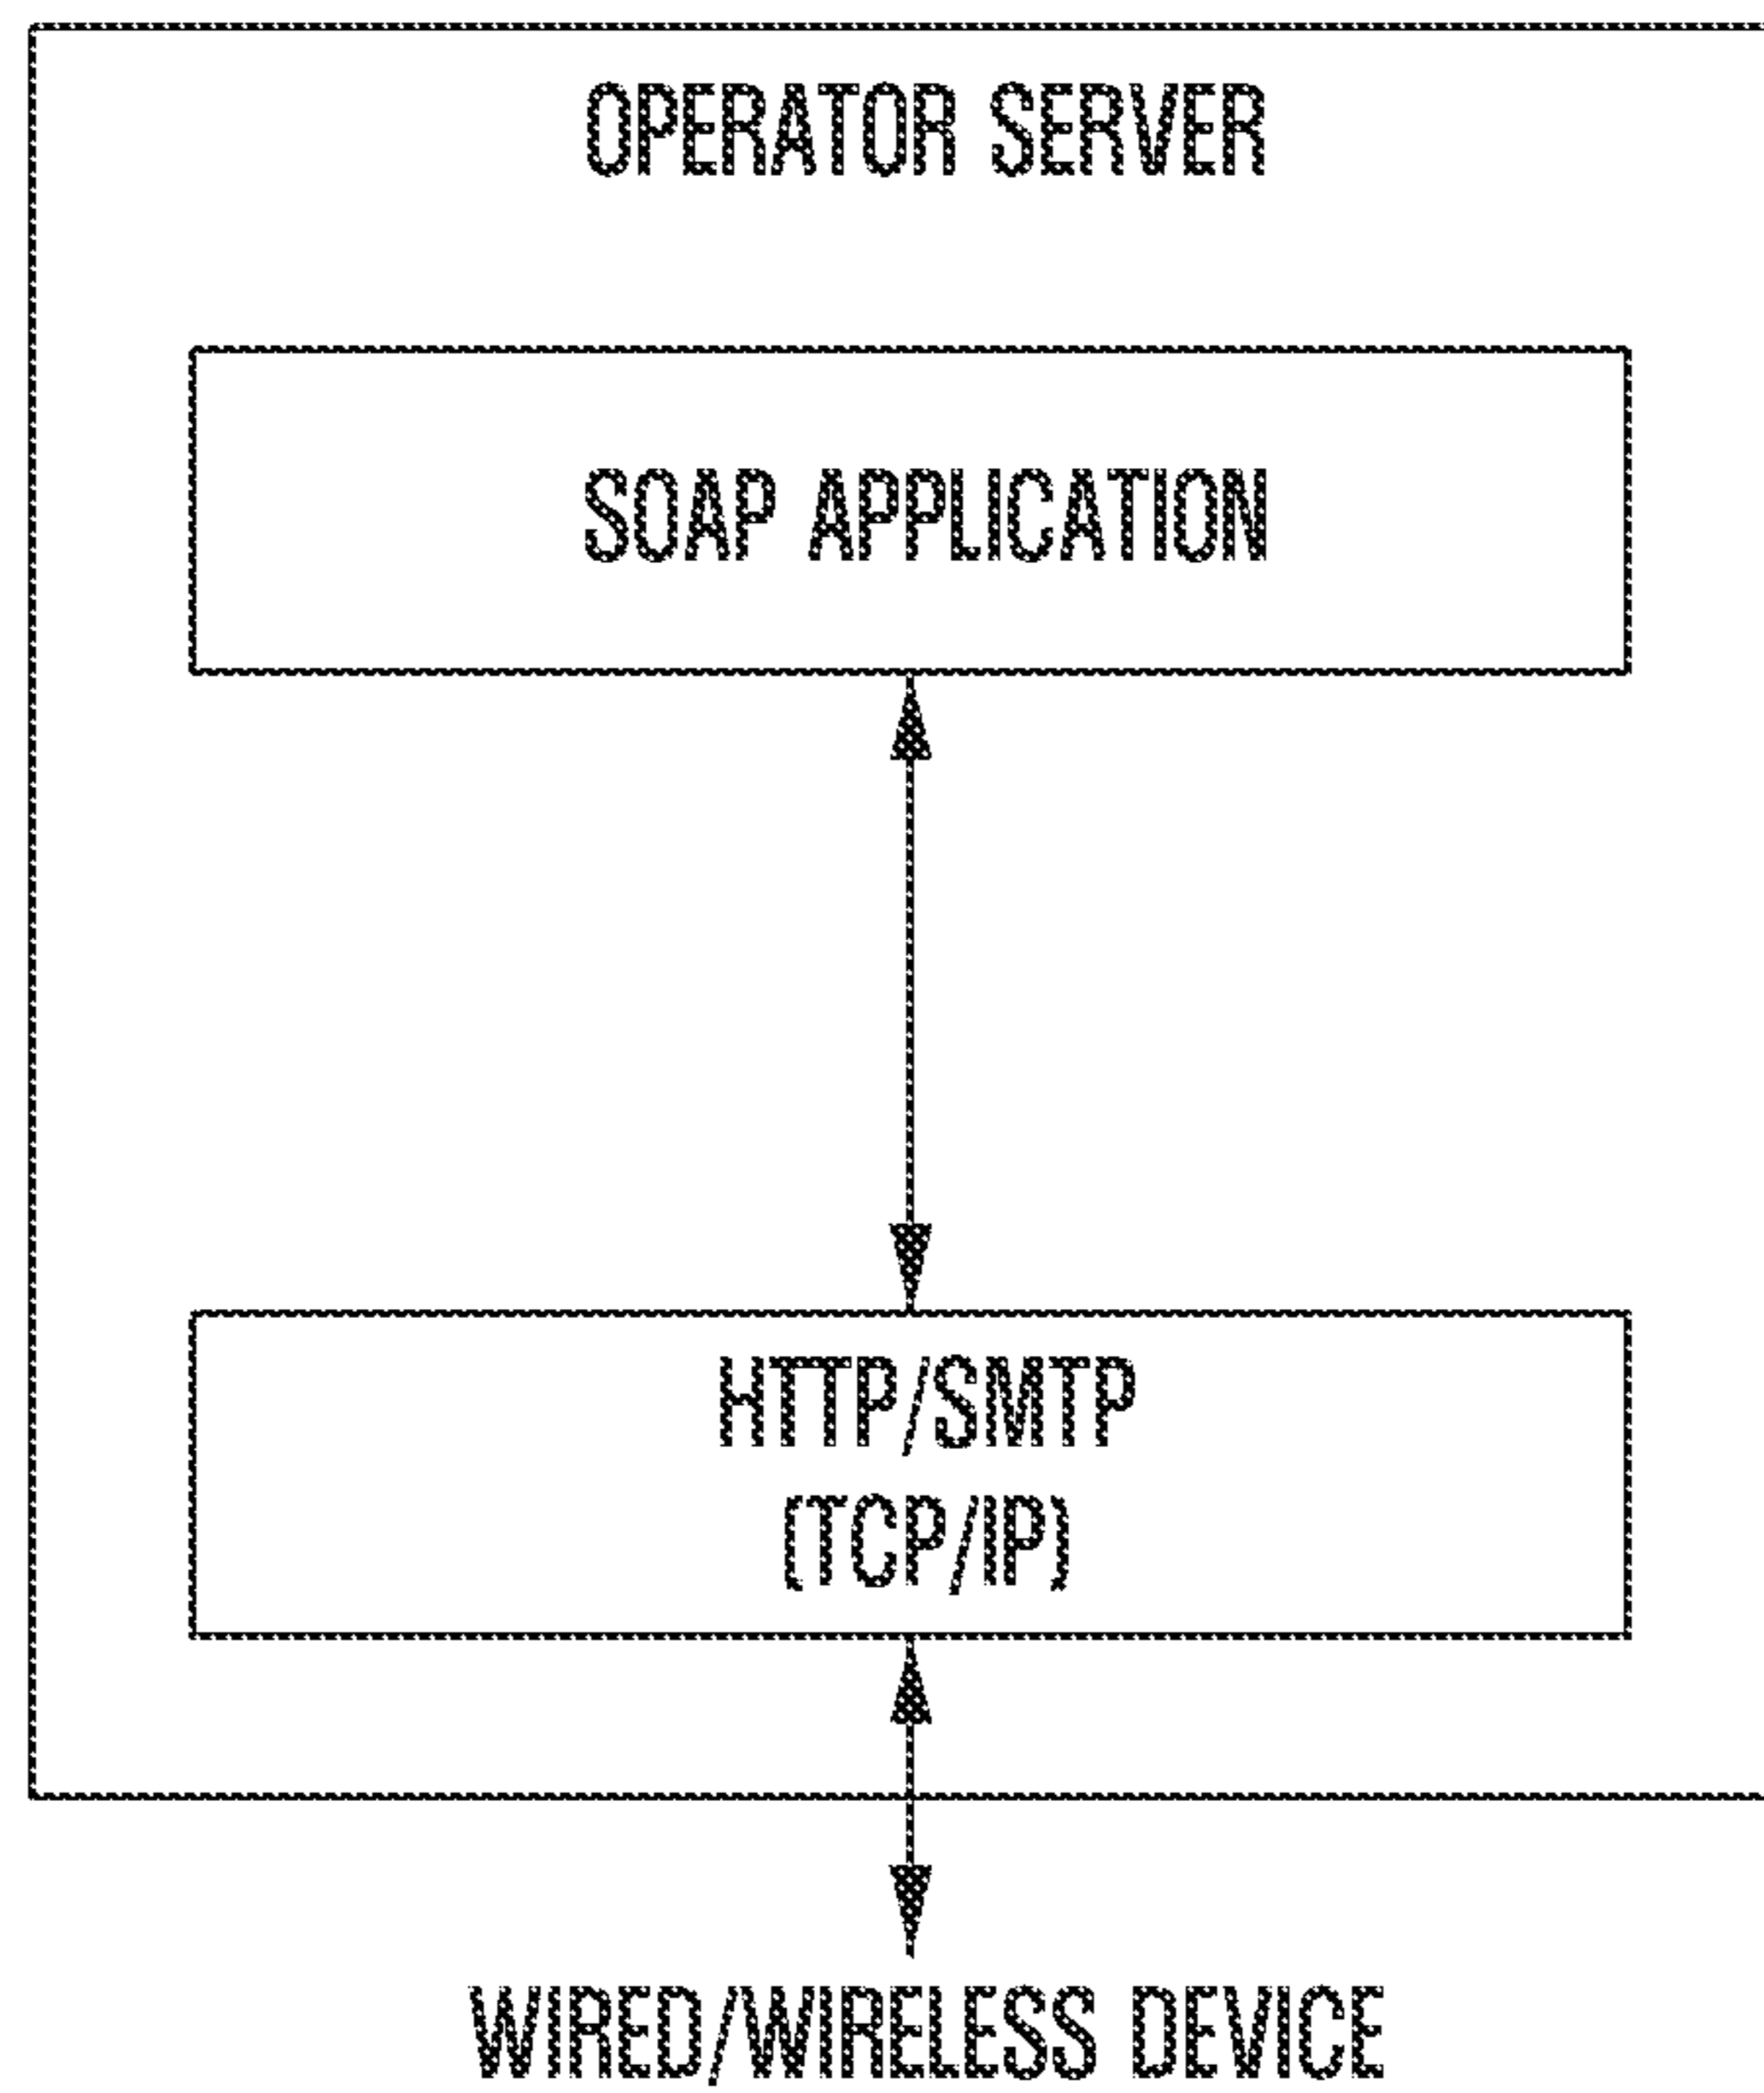 OPERATOR SERVER
SOAP APPLICATION
HTTP/SMTP
(TCP/IP)
WIRED/WIRELESS DEVICE